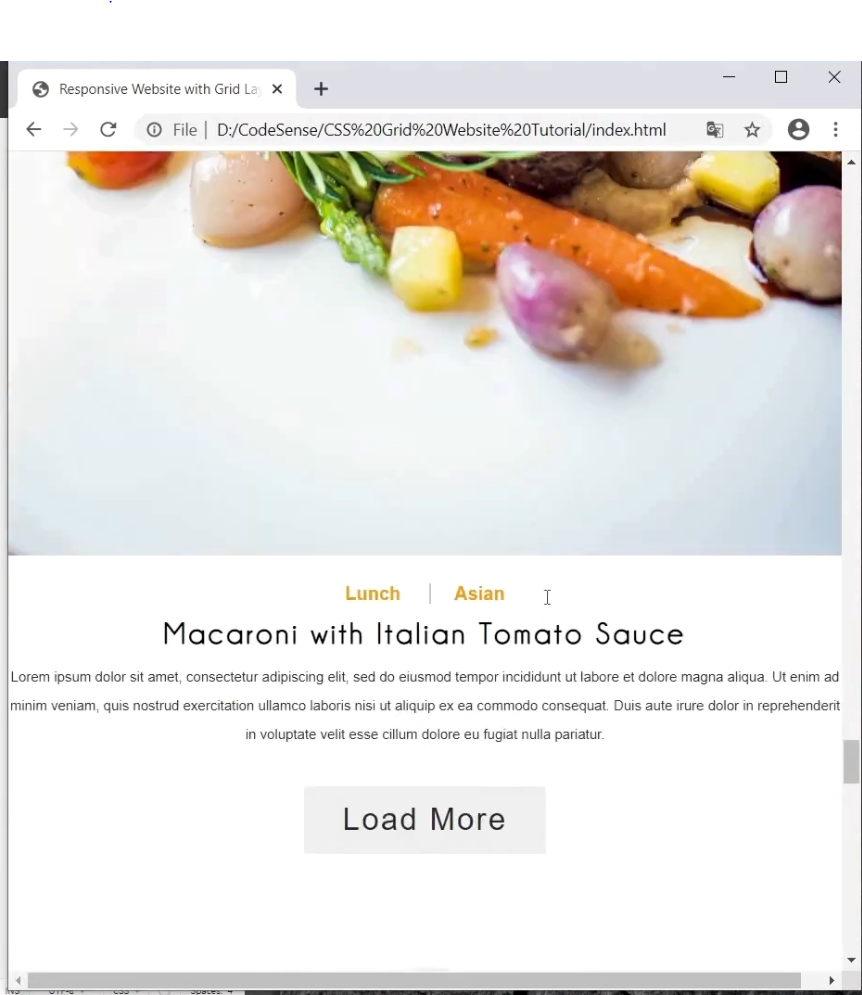 Responsive Website with Grid La
File | D:/CodeSense/CSS%20Grid%20Website%20Tutorial/index.html
Lunch | Asian
Macaroni with Italian Tomato Sauce
Lorem ipsum dolor sit amet, consectetur adipiscing elit, sed do eiusmod tempor incididunt ut labore et dolore magna aliqua. Ut enim ad
minim veniam, quis nostrud exercitation ullamco laboris nisi ut aliquip ex ea commodo consequat. Duis aute irure dolor in reprehenderit
in voluptate velit esse cillum dolore eu fugiat nulla pariatur.
Load More